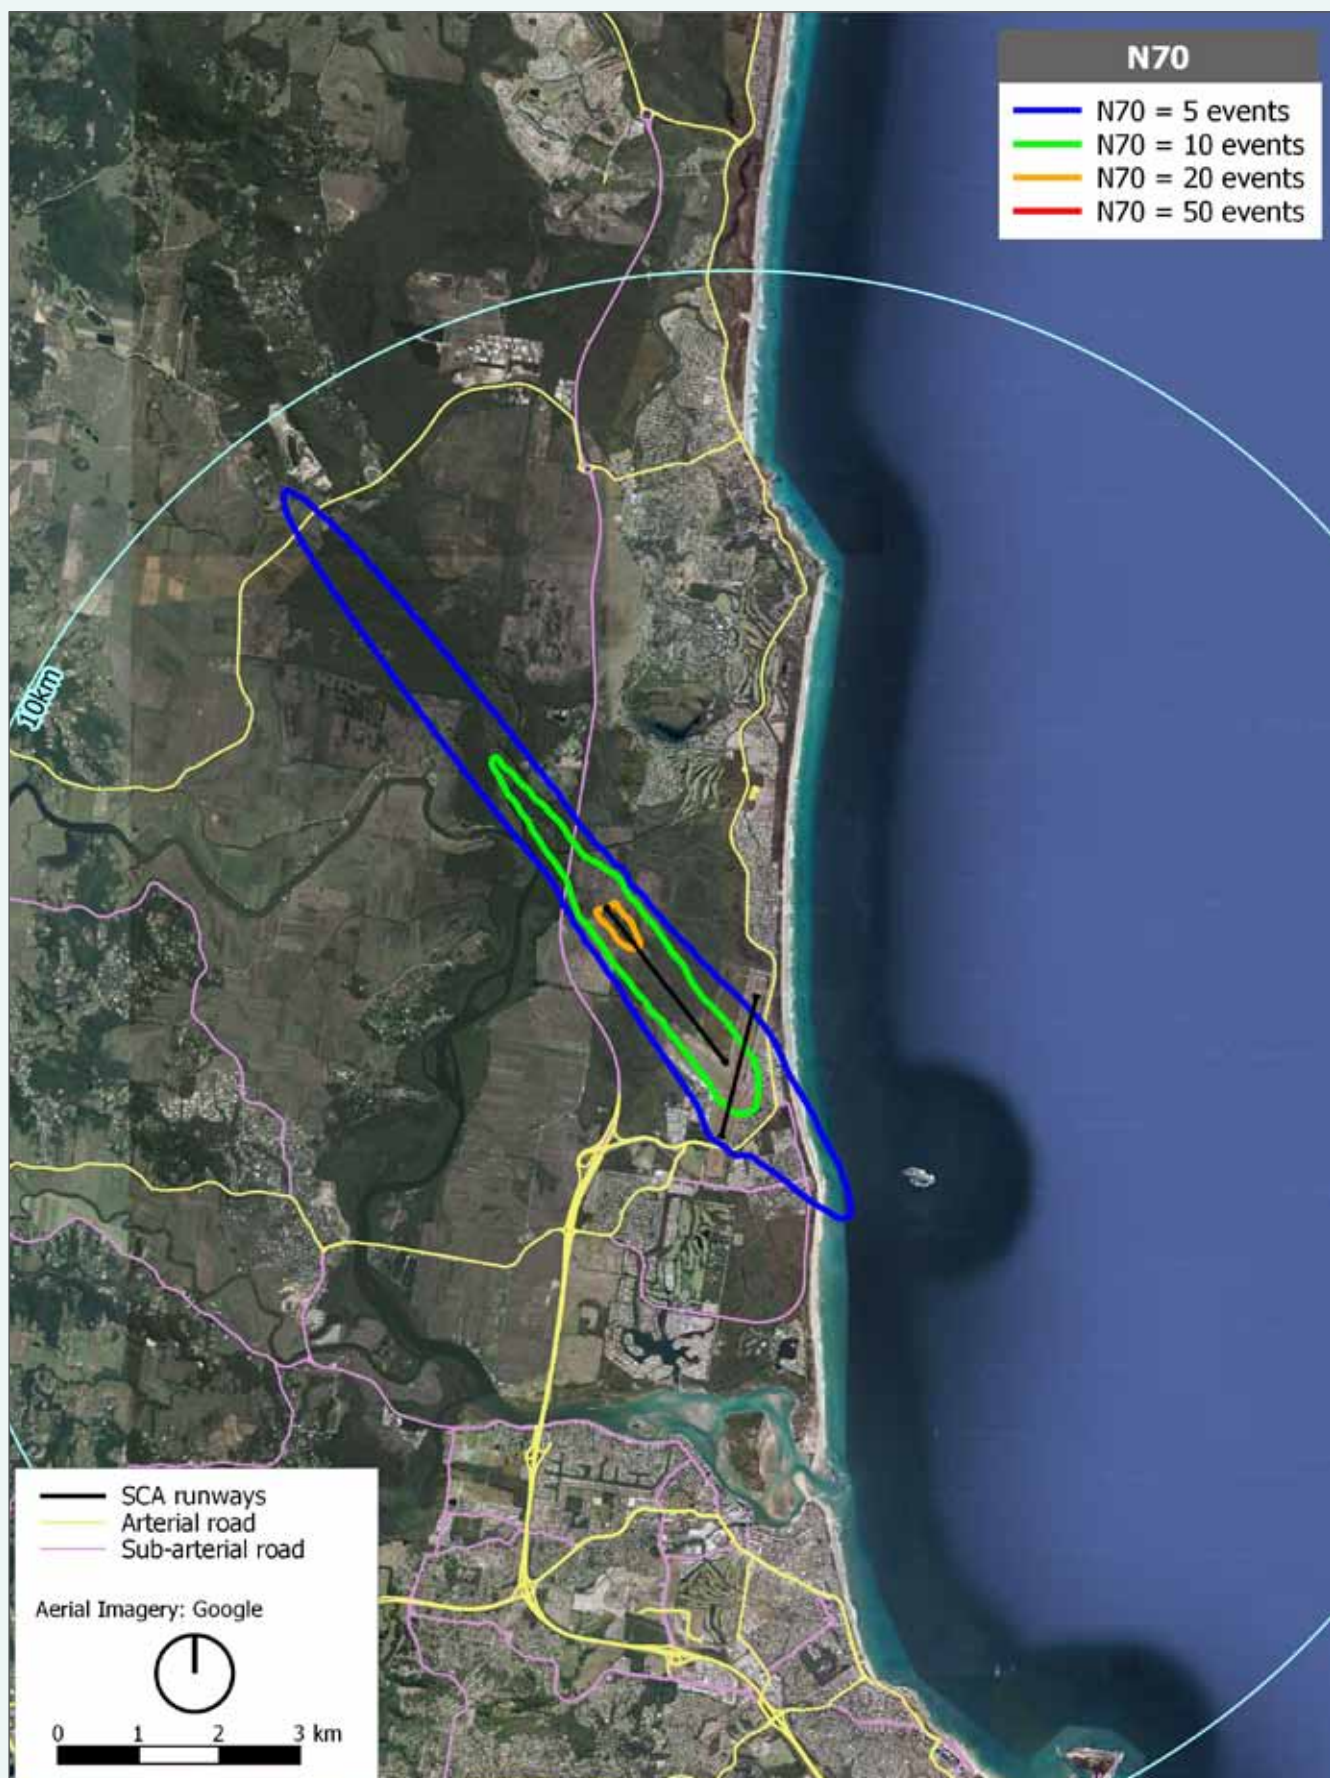 N70
N70 = 5 events
N70 = 10 events
N70 = 20 events
N70 = 50 events
10km
SCA runways
Arterial road
Sub-arterial road
Aerial Imagery: Google
0 1 2 3 km